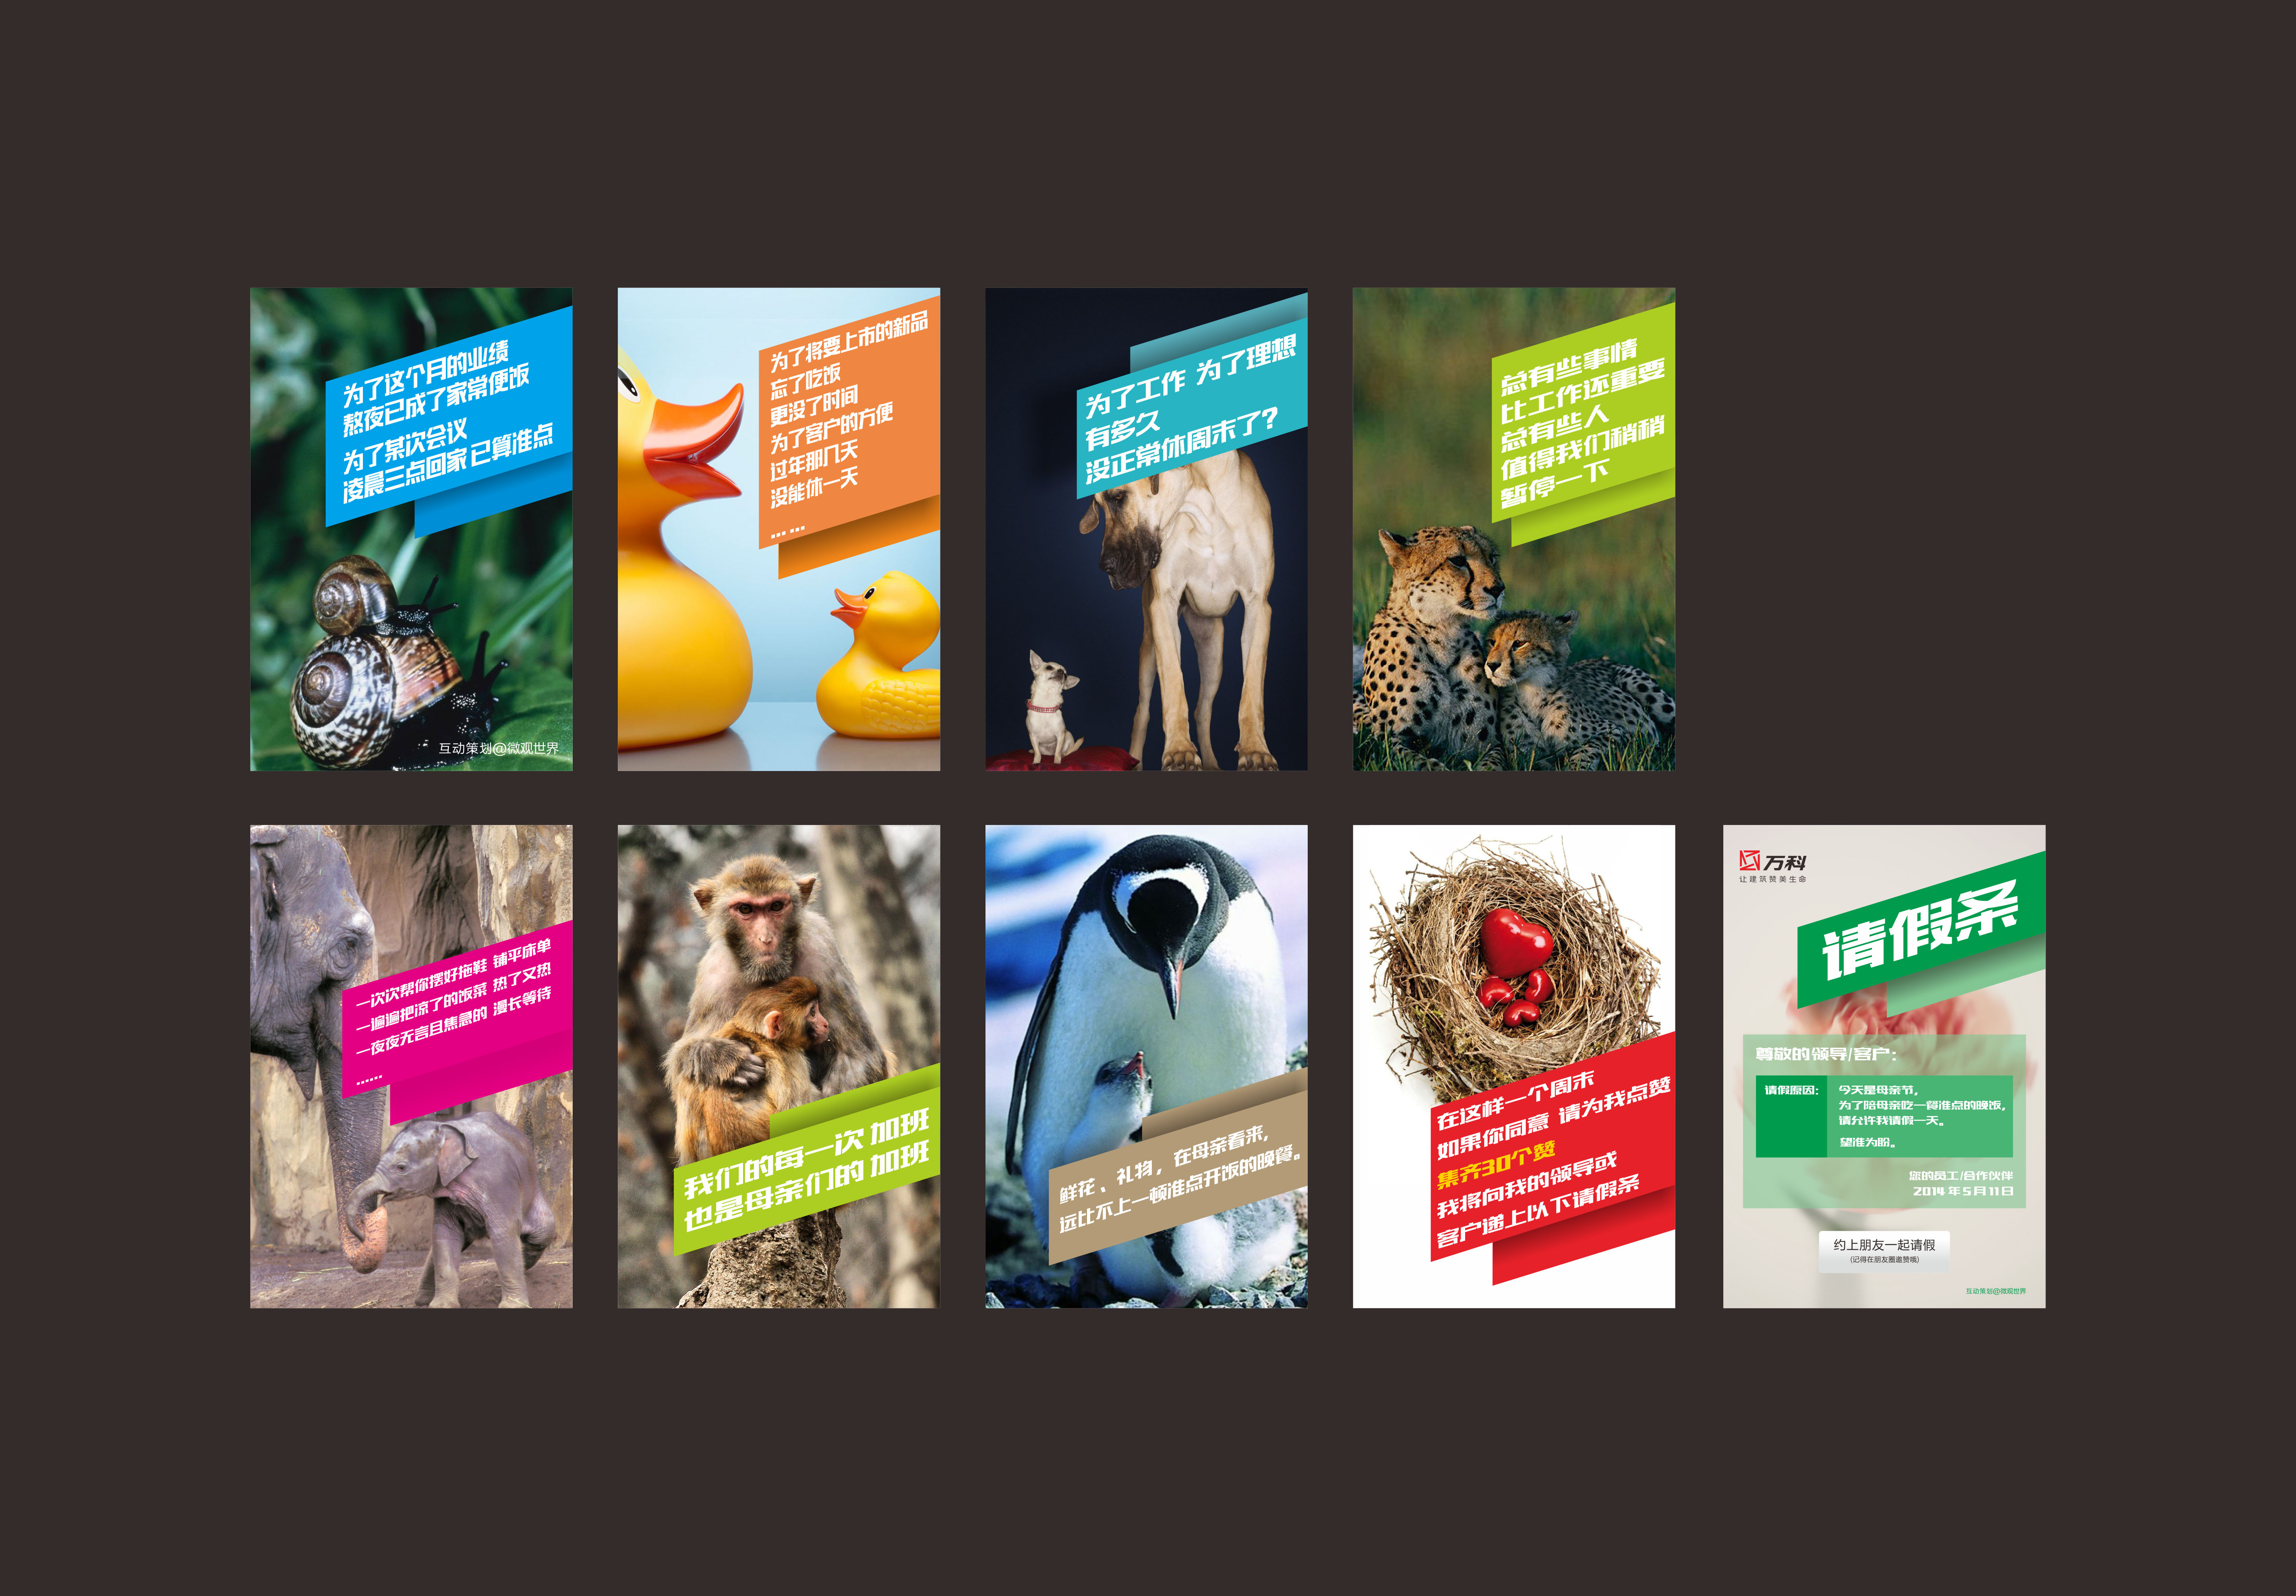 为了这个月的业绩
熬夜已成了家常便饭
为了某次会议
凌晨三点回家 已算准点
互动策划@微观世界
为了将要上市的新品
忘了吃饭
更没了时间
为了客户的方便
过年那几天
没能休一天
... ...
为了工作 为了理想
有多久
没正常休周末了?
总有些事情
比工作还重要
总有些人
值得我们稍稍
暂停一下
一次次帮你摆好拖鞋 铺平床单
一遍遍把凉了的饭菜 热了又热
一夜夜无言且焦急的 漫长等待
......
我们的每一次 加班
也是母亲们的 加班
鲜花、礼物，在母亲看来，
远比不上一顿准点开饭的晚餐。
在这样一个周末
如果你同意 请为我点赞
集齐30个赞
我将向我的领导或
客户递上以下请假条
万科
让建筑赞美生命
请假条
尊敬的领导/客户：
请假原因：
今天是母亲节，
为了陪母亲吃一餐准点的晚饭，
请允许我请假一天。
望准为盼。
您的员工/合作伙伴
2014年5月11日
约上朋友一起请假
(记得在朋友圈邀赞哦)
互动策划@微观世界